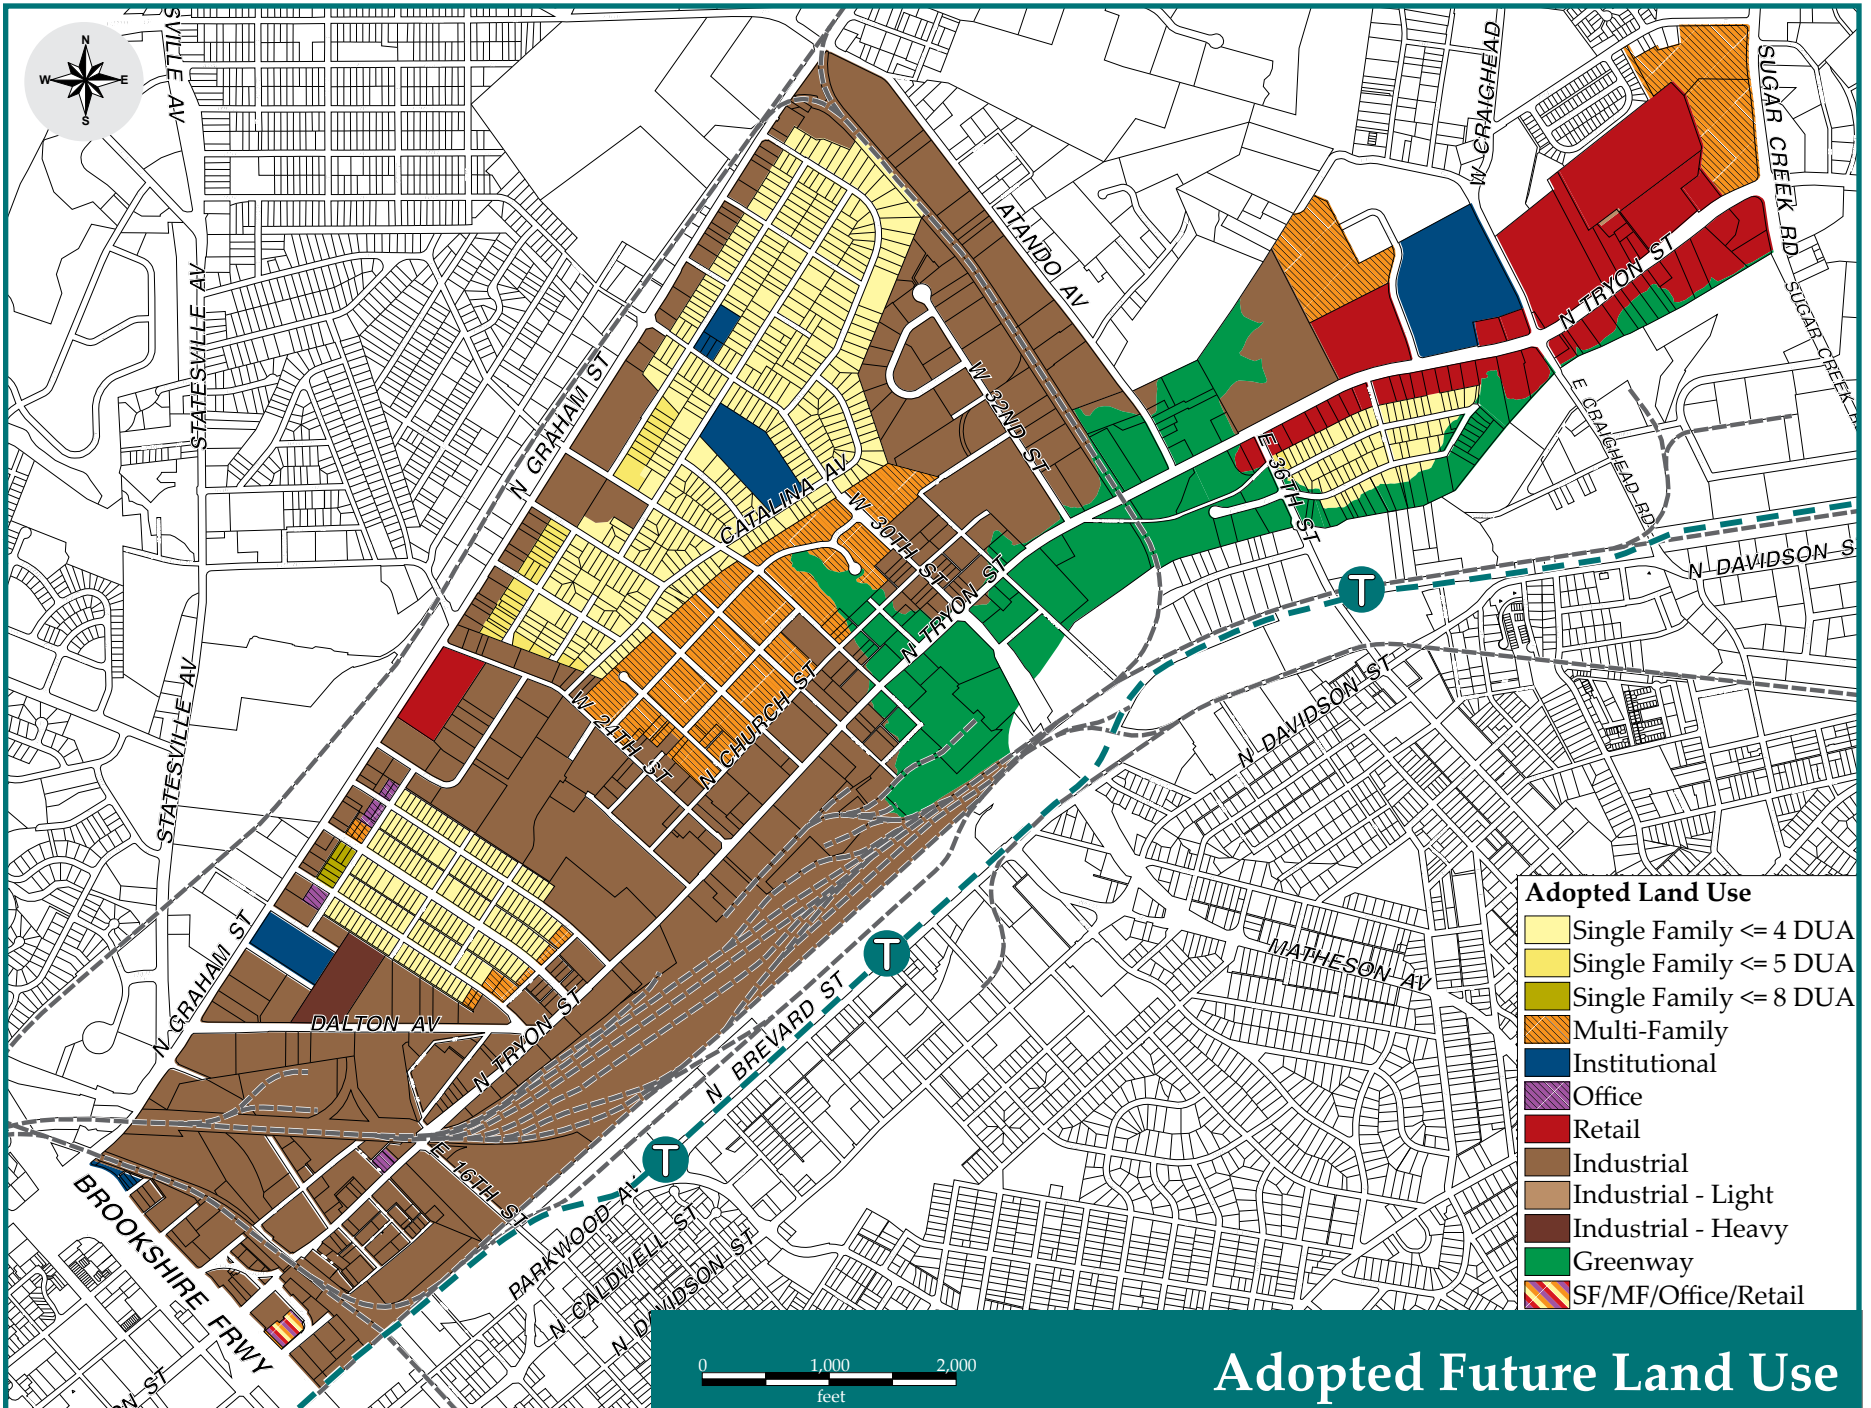 N
W
E
S
SVILLE AV
W CRAIGHEAD
SUGAR CREEK RD
ATANDO AV
STATESVILLE AV
N TRYON ST
SUGAR CREEK R
N GRAHAM ST
W 32ND ST
E CRAIGHEAD RD
E 36TH ST
CATALINA AV
W 30TH ST
T
N DAVIDSON S
N TRYON ST
STATESVILLE AV
W 24TH ST
N CHURCH ST
N DAVIDSON ST
N GRAHAM ST
T
MATHESON AV
DALTON AV
N TRYON ST
N BREVARD ST
T
E 16TH ST
BROOKSHIRE FRWY
PARKWOOD AV
N CALDWELL ST
N DAVIDSON ST
ON ST
Adopted Land Use
Single Family <= 4 DUA
Single Family <= 5 DUA
Single Family <= 8 DUA
Multi-Family
Institutional
Office
Retail
Industrial
Industrial - Light
Industrial - Heavy
Greenway
SF/MF/Office/Retail
0 1,000 2,000
feet
Adopted Future Land Use